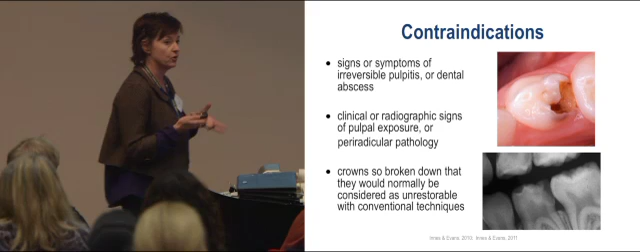 Contraindications
• signs or symptoms of
irreversible pulpitis, or dental
abscess
• clinical or radiographic signs
of pulpal exposure, or
periradicular pathology
• crowns so broken down that
they would normally be
considered as unrestorable
with conventional techniques
Innes & Evans, 2010; Innes & Evans, 2011